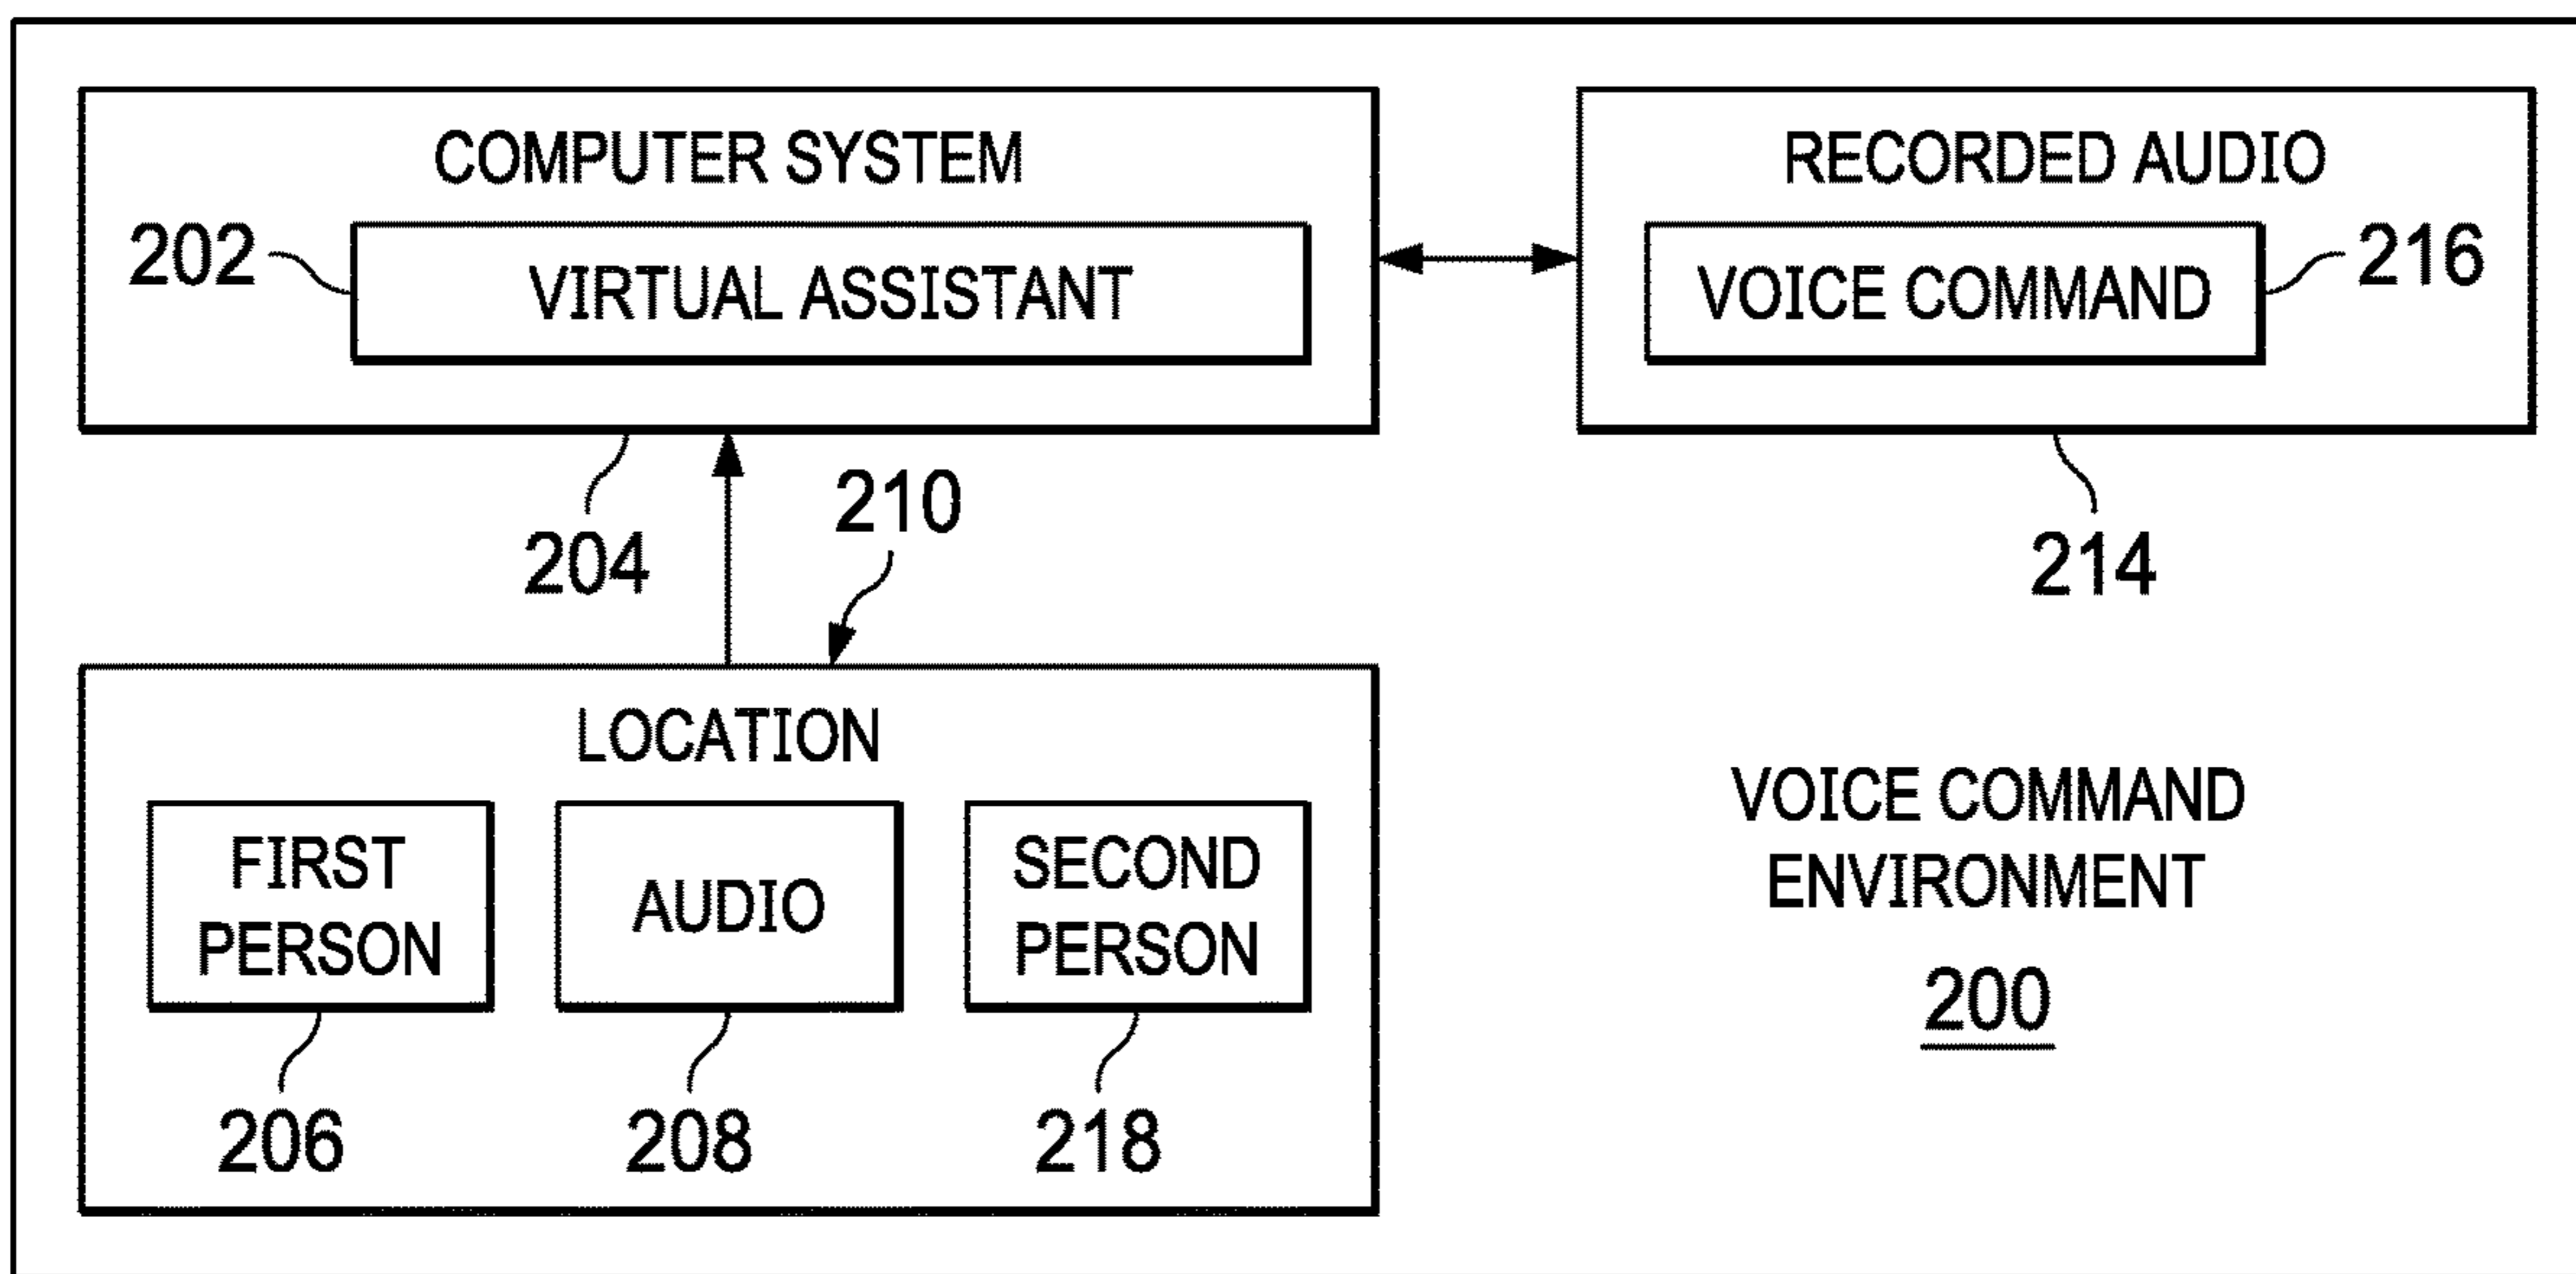 COMPUTER SYSTEM
202
VIRTUAL ASSISTANT
204
RECORDED AUDIO
VOICE COMMAND
216
214
210
LOCATION
FIRST
PERSON
206
AUDIO
208
SECOND
PERSON
218
VOICE COMMAND
ENVIRONMENT
200